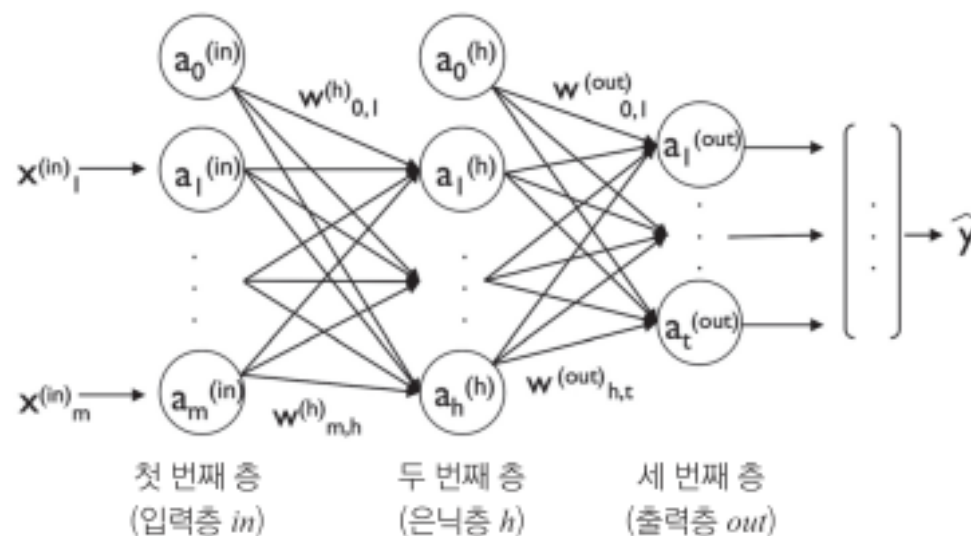 a₀⁽ⁱⁿ⁾
a₀⁽ʰ⁾
w⁽ʰ⁾₀,₁
w⁽ᵒᵘᵗ⁾₀,₁
x⁽ⁱⁿ⁾₁
a₁⁽ⁱⁿ⁾
a₁⁽ʰ⁾
a₁⁽ᵒᵘᵗ⁾
ŷ
aₜ⁽ᵒᵘᵗ⁾
x⁽ⁱⁿ⁾ₘ
aₘ⁽ⁱⁿ⁾
w⁽ʰ⁾ₘ,ₕ
aₕ⁽ʰ⁾
w⁽ᵒᵘᵗ⁾ₕ,ₜ
첫 번째 층
(입력층 in)
두 번째 층
(은닉층 h)
세 번째 층
(출력층 out)